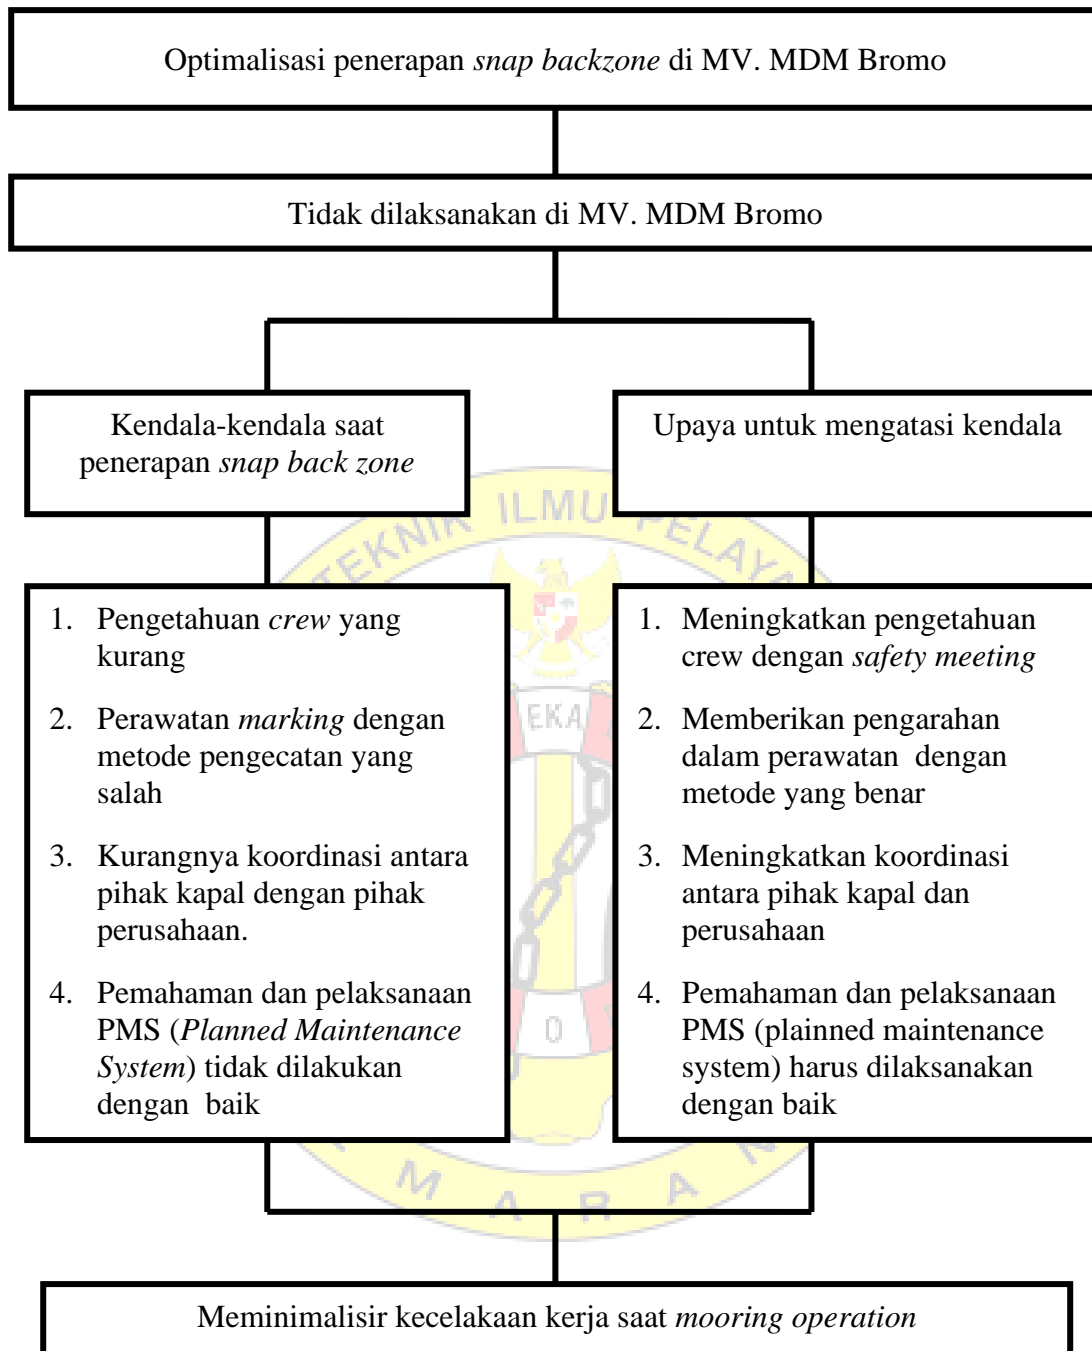 Optimalisasi penerapan snap backzone di MV. MDM Bromo
Tidak dilaksanakan di MV. MDM Bromo
Kendala-kendala saat
penerapan snap back zone
Upaya untuk mengatasi kendala
1. Pengetahuan crew yang
kurang
2. Perawatan marking dengan
metode pengecatan yang
salah
3. Kurangnya koordinasi antara
pihak kapal dengan pihak
perusahaan.
4. Pemahaman dan pelaksanaan
PMS (Planned Maintenance
System) tidak dilakukan
dengan baik
1. Meningkatkan pengetahuan
crew dengan safety meeting
2. Memberikan pengarahan
dalam perawatan dengan
metode yang benar
3. Meningkatkan koordinasi
antara pihak kapal dan
perusahaan
4. Pemahaman dan pelaksanaan
PMS (plainned maintenance
system) harus dilaksanakan
dengan baik
Meminimalisir kecelakaan kerja saat mooring operation
TEKNIK ILMU PELAYA
EKA